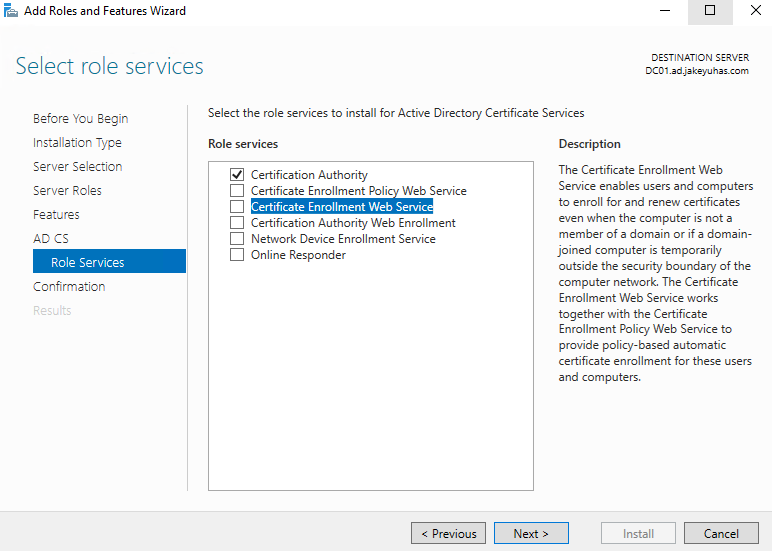 Add Roles and Features Wizard
Select role services
DESTINATION SERVER
DC01.ad.jakeyuhas.com
Before You Begin
Installation Type
Server Selection
Server Roles
Features
AD CS
Role Services
Confirmation
Results
Select the role services to install for Active Directory Certificate Services
Role services
Certification Authority
Certificate Enrollment Policy Web Service
Certificate Enrollment Web Service
Certification Authority Web Enrollment
Network Device Enrollment Service
Online Responder
Description
The Certificate Enrollment Web
Service enables users and computers
to enroll for and renew certificates
even when the computer is not a
member of a domain or if a domain-
joined computer is temporarily
outside the security boundary of the
computer network. The Certificate
Enrollment Web Service works
together with the Certificate
Enrollment Policy Web Service to
provide policy-based automatic
certificate enrollment for these users
and computers.
< Previous
Next >
Install
Cancel